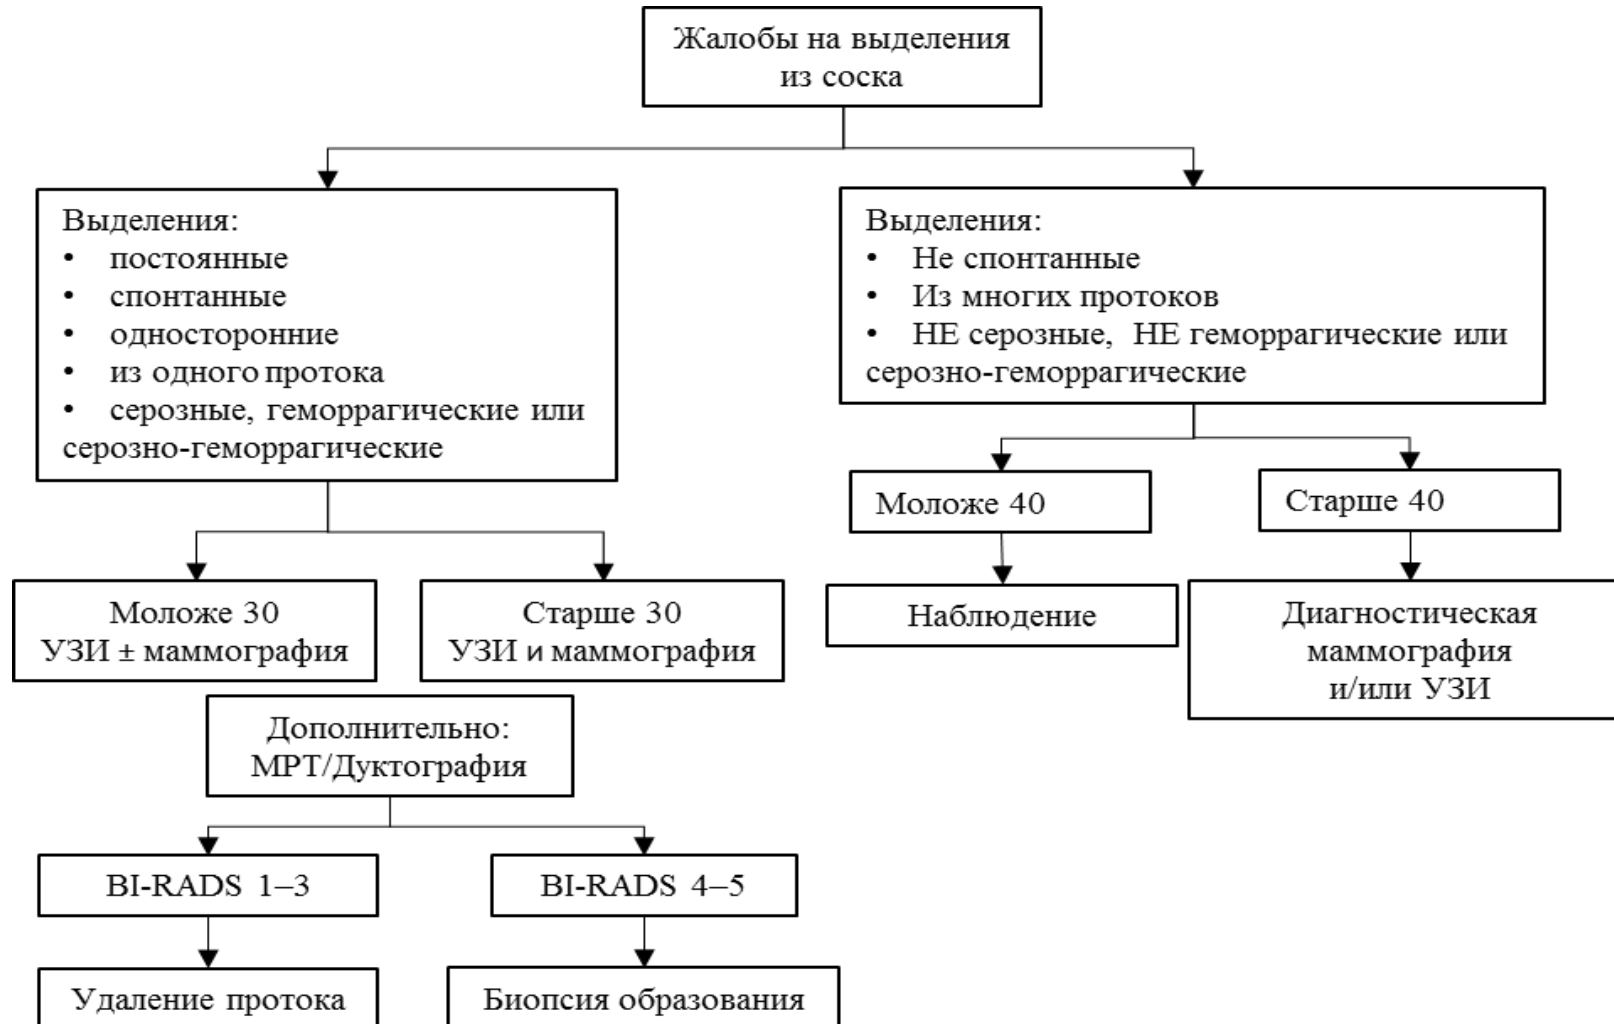 Жалобы на выделения
из соска
Выделения:
• постоянные
• спонтанные
• односторонние
• из одного протока
• серозные, геморрагические или
серозно-геморрагические
Выделения:
• Не спонтанные
• Из многих протоков
• НЕ серозные, НЕ геморрагические или
серозно-геморрагические
Моложе 30
УЗИ ± маммография
Старше 30
УЗИ и маммография
Моложе 40
Старше 40
Наблюдение
Диагностическая
маммография
и/или УЗИ
Дополнительно:
МРТ/Дуктография
BI-RADS 1–3
BI-RADS 4–5
Удаление протока
Биопсия образования